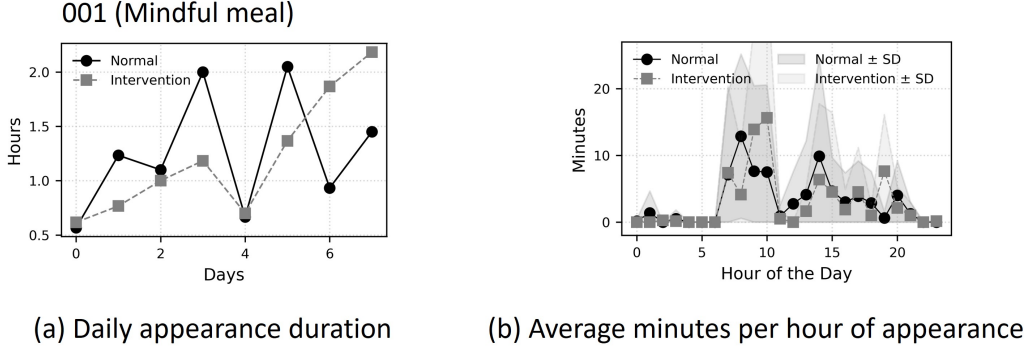 001 (Mindful meal)
Normal
Intervention
2.0
1.5
1.0
0.5
Hours
0 2 4 6
Days
(a) Daily appearance duration
Normal
Intervention
Normal ± SD
Intervention ± SD
20
10
0
Minutes
0 5 10 15 20
Hour of the Day
(b) Average minutes per hour of appearance